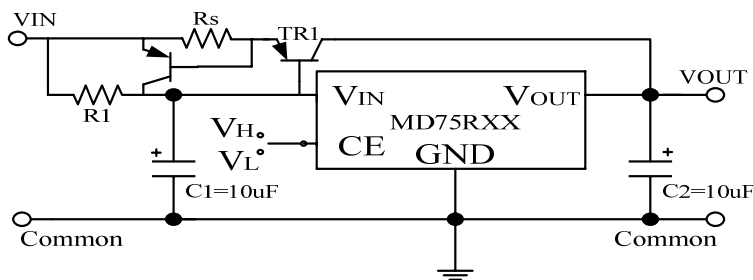 VIN
Rs
TR1
R1
VIN
VOUT
MD75RXX
VH
VL
CE
GND
VOUT
C1=10uF
C2=10uF
Common
Common